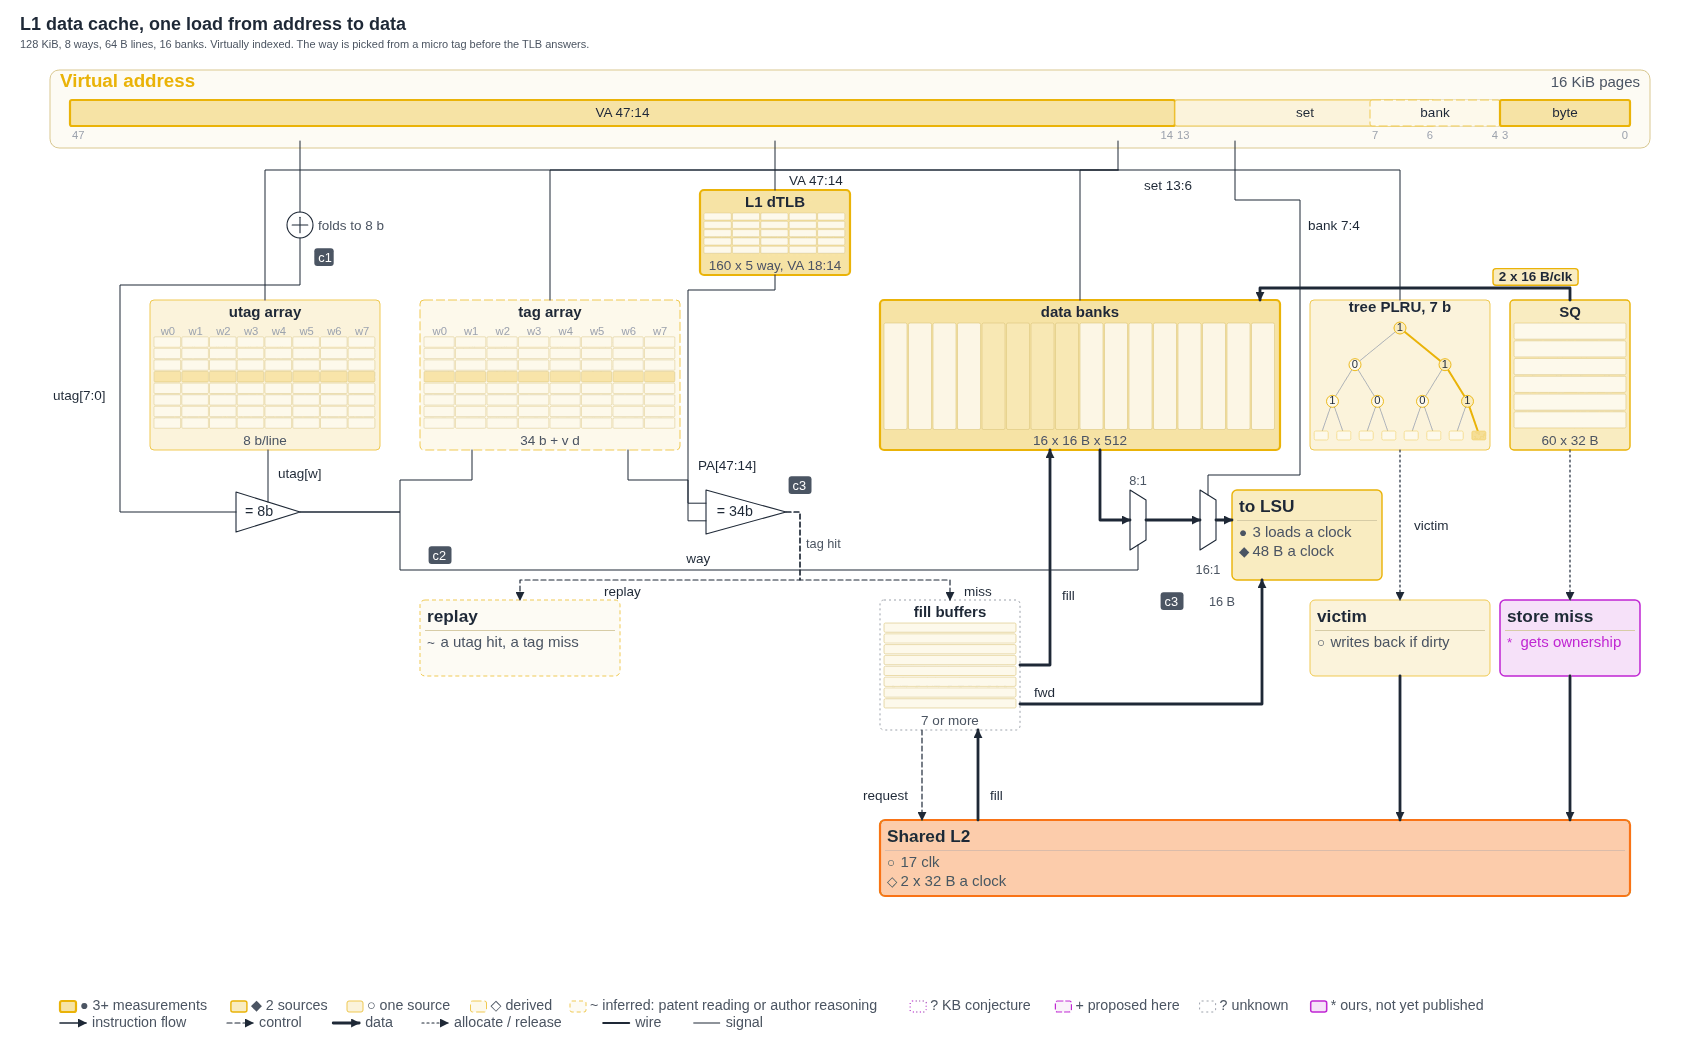 L1 data cache, one load from address to data
128 KiB, 8 ways, 64 B lines, 16 banks. Virtually indexed. The way is picked from a micro tag before the TLB answers.
Virtual address
16 KiB pages
VA 47:14
set
bank
byte
47
14 13
7
6
4 3
0
VA 47:14
set 13:6
L1 dTLB
folds to 8 b
bank 7:4
c1
160 x 5 way, VA 18:14
2 x 16 B/clk
utag array
w0 w1 w2 w3 w4 w5 w6 w7
8 b/line
tag array
w0 w1 w2 w3 w4 w5 w6 w7
34 b + v d
data banks
16 x 16 B x 512
tree PLRU, 7 b
1
0 1
1 0 0 1
SQ
60 x 32 B
utag[7:0]
utag[w]
PA[47:14]
c3
8:1
= 8b
= 34b
to LSU
● 3 loads a clock
◆ 48 B a clock
victim
tag hit
c2
way
16:1
replay
miss
fill
c3
16 B
replay
~ a utag hit, a tag miss
fill buffers
7 or more
victim
○ writes back if dirty
store miss
* gets ownership
fwd
request
fill
Shared L2
○ 17 clk
◇ 2 x 32 B a clock
● 3+ measurements ◆ 2 sources ○ one source ◇ derived ~ inferred: patent reading or author reasoning ? KB conjecture + proposed here ? unknown * ours, not yet published
instruction flow control data allocate / release wire signal